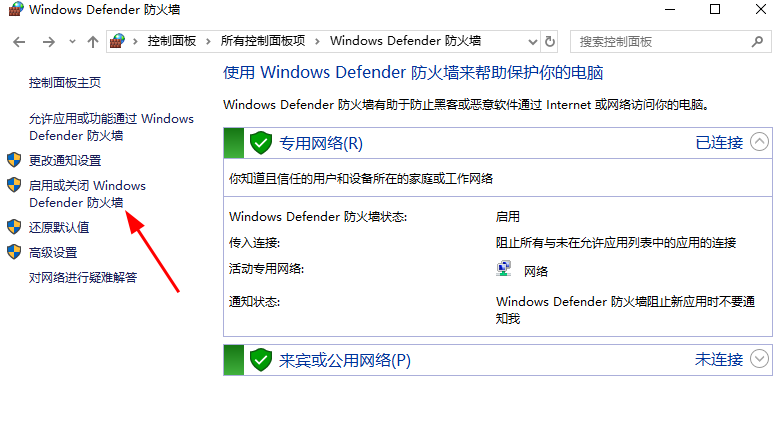 Windows Defender 防火墙
控制面板 所有控制面板项 Windows Defender 防火墙
搜索控制面板
控制面板主页
允许应用或功能通过 Windows
Defender 防火墙
更改通知设置
启用或关闭 Windows
Defender 防火墙
还原默认值
高级设置
对网络进行疑难解答
使用 Windows Defender 防火墙来帮助保护你的电脑
Windows Defender 防火墙有助于防止黑客或恶意软件通过 Internet 或网络访问你的电脑。
专用网络(R) 已连接
你知道且信任的用户和设备所在的家庭或工作网络
Windows Defender 防火墙状态: 启用
传入连接: 阻止所有与未在允许应用列表中的应用的连接
活动专用网络: 网络
通知状态: Windows Defender 防火墙阻止新应用时不要通
知我
来宾或公用网络(P) 未连接